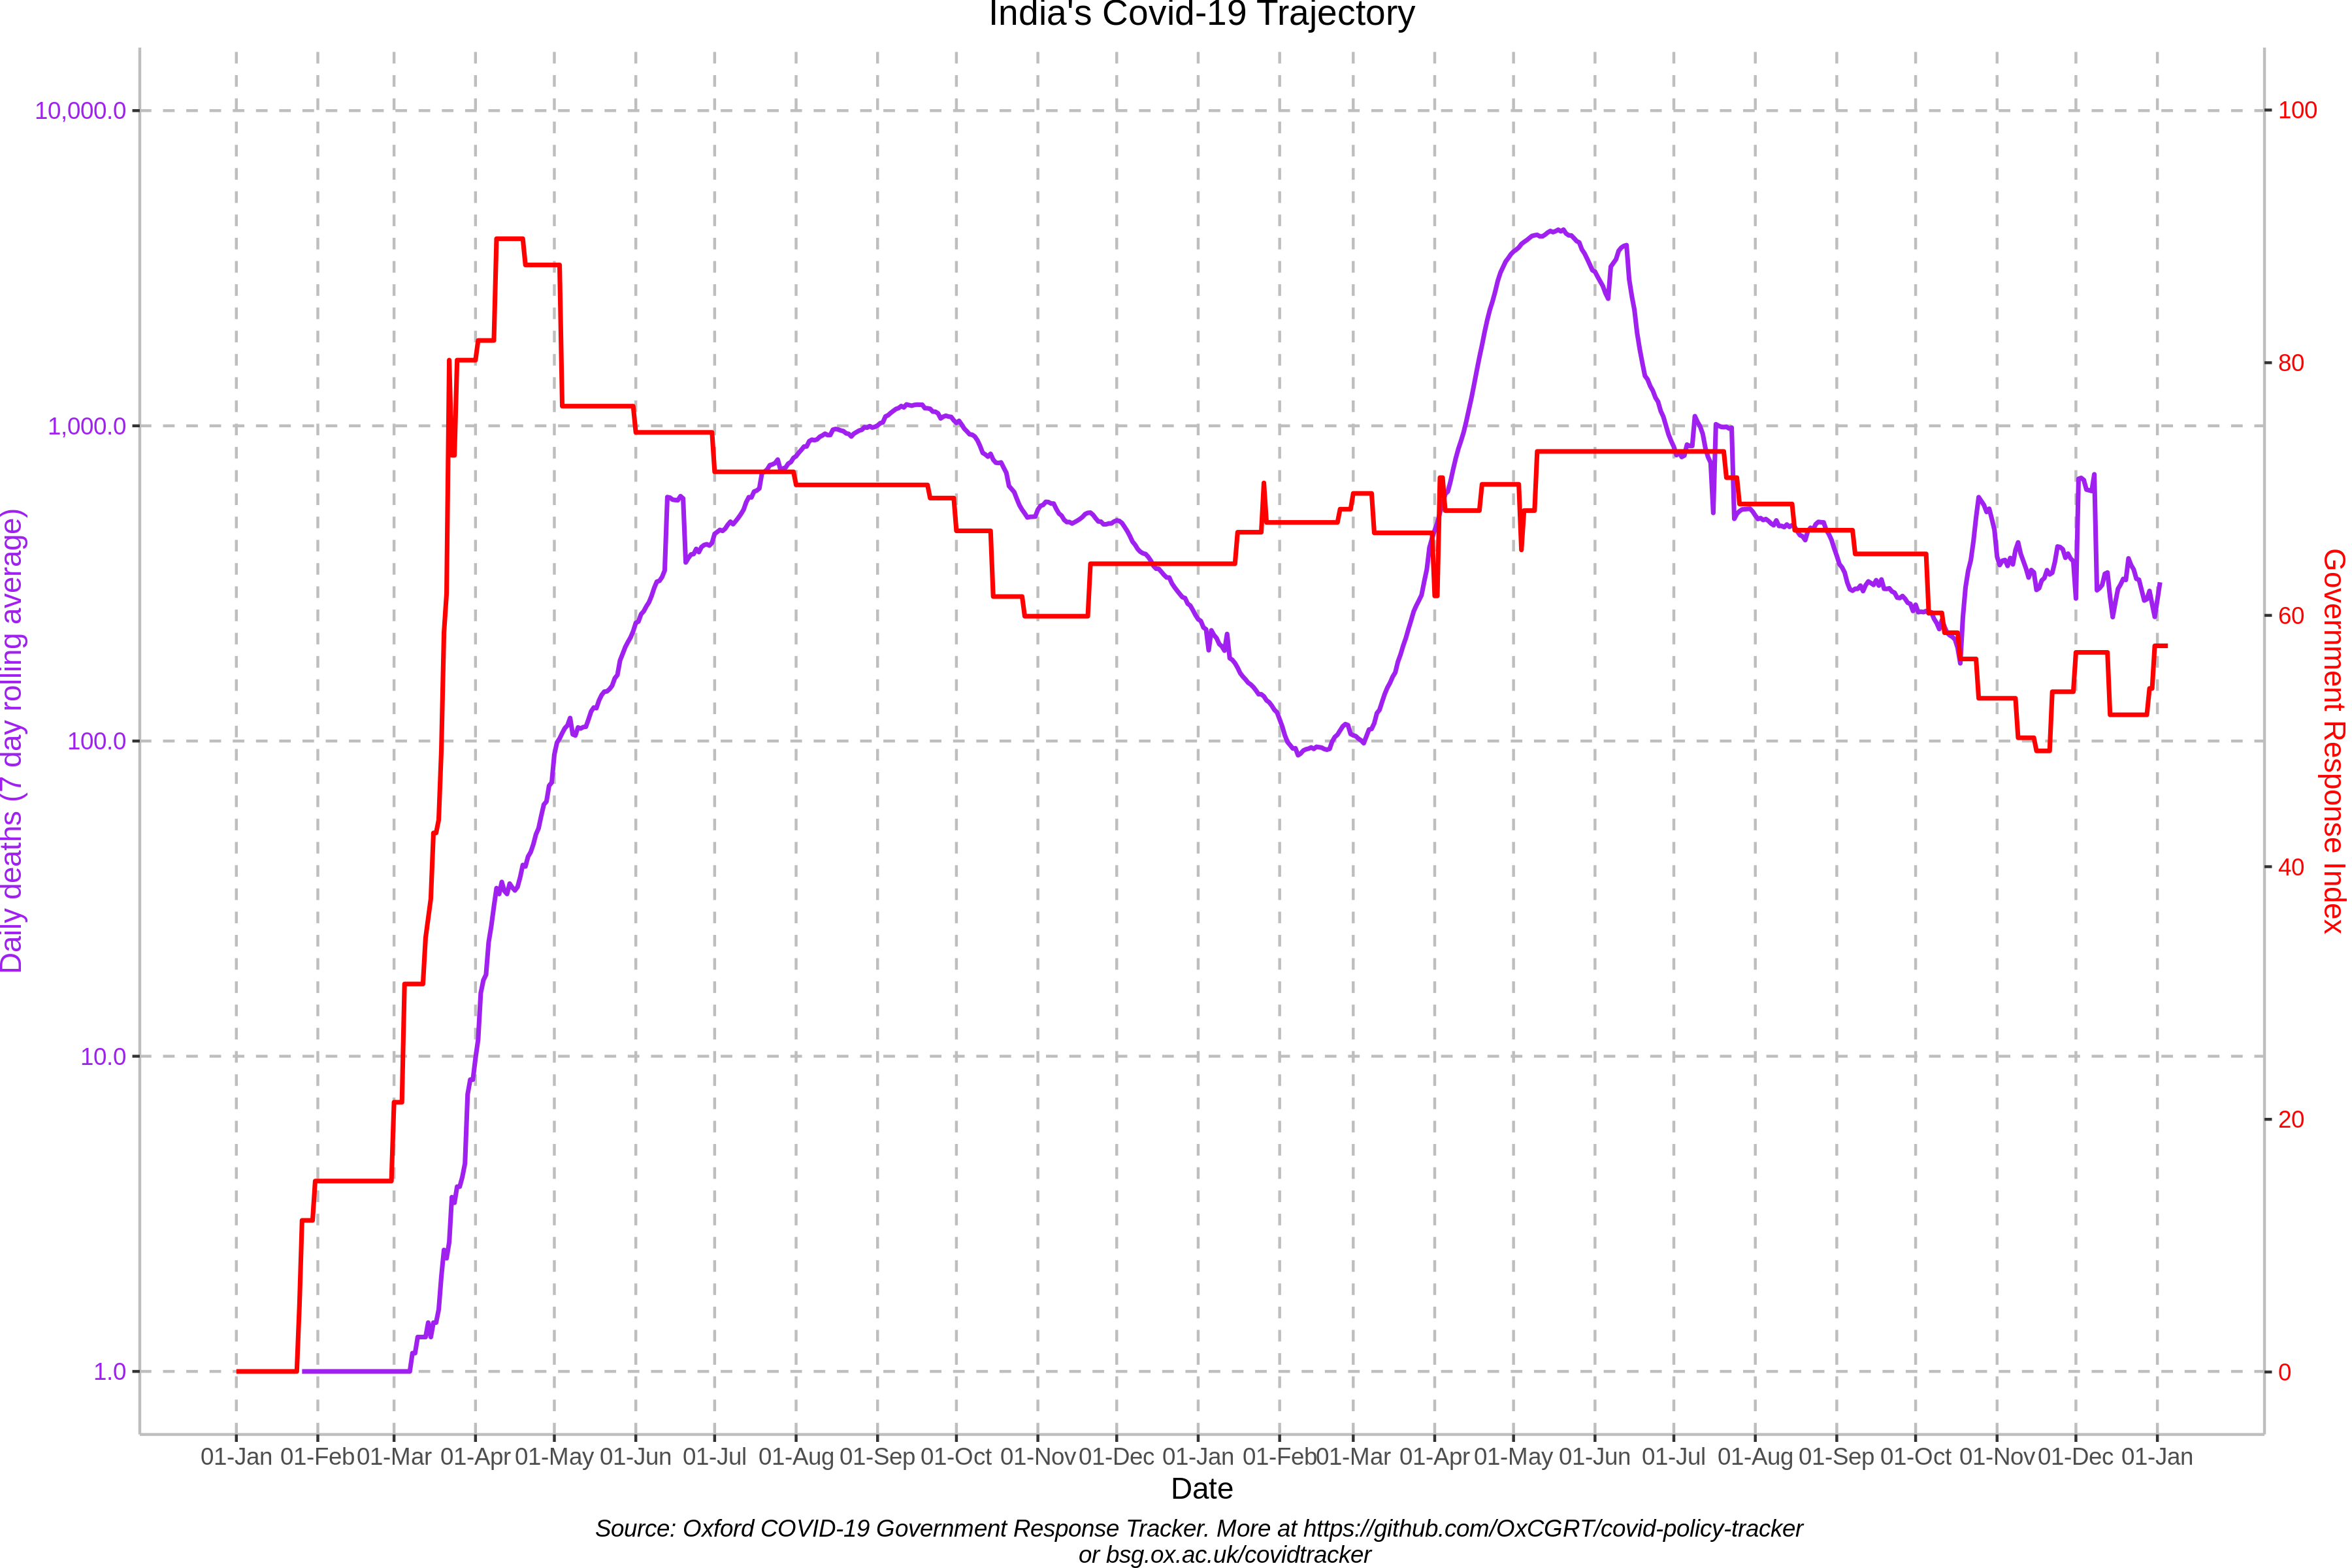 India's Covid-19 Trajectory
10,000.0
1,000.0
100.0
10.0
1.0
Daily deaths (7 day rolling average)
100
80
60
40
20
0
Government Response Index
01-Jan 01-Feb 01-Mar 01-Apr 01-May 01-Jun 01-Jul 01-Aug 01-Sep 01-Oct 01-Nov 01-Dec 01-Jan 01-Feb 01-Mar 01-Apr 01-May 01-Jun 01-Jul 01-Aug 01-Sep 01-Oct 01-Nov 01-Dec 01-Jan
Date
Source: Oxford COVID-19 Government Response Tracker. More at https://github.com/OxCGRT/covid-policy-tracker
or bsg.ox.ac.uk/covidtracker